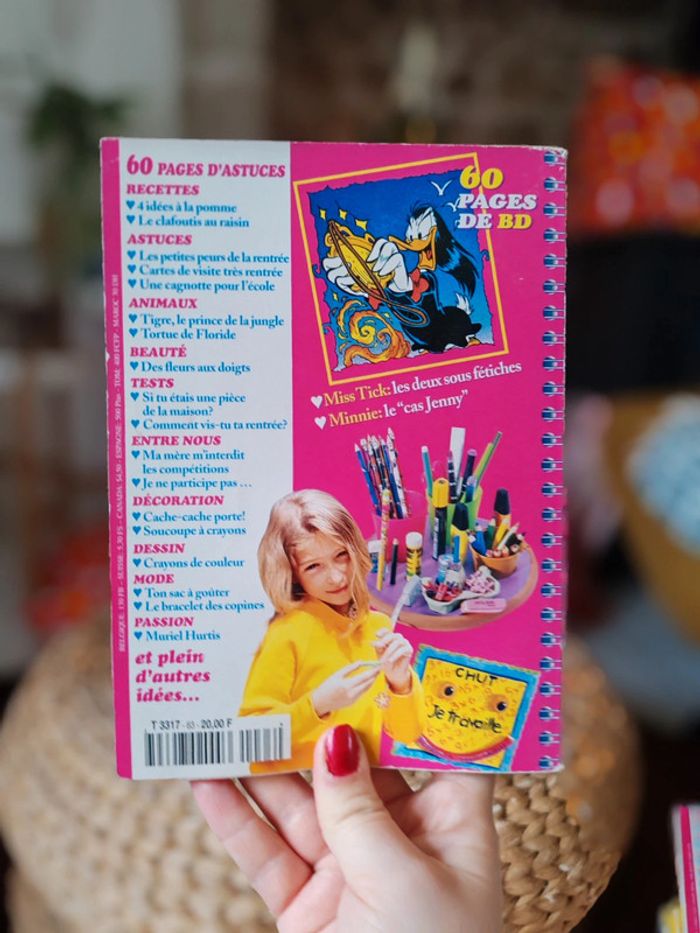 60 PAGES D'ASTUCES
RECETTES
♥ 4 idées à la pomme
♥ Le clafoutis au raisin
ASTUCES
♥ Les petites peurs de la rentrée
♥ Cartes de visite très rentrée
♥ Une cagnotte pour l'école
ANIMAUX
♥ Tigre, le prince de la jungle
♥ Tortue de Floride
BEAUTÉ
♥ Des fleurs aux doigts
TESTS
♥ Si tu étais une pièce
de la maison?
♥ Comment vis-tu ta rentrée?
ENTRE NOUS
♥ Ma mère m'interdit
les compétitions
♥ Je ne participe pas ...
DÉCORATION
♥ Cache-cache porte!
♥ Soucoupe à crayons
DESSIN
♥ Crayons de couleur
MODE
♥ Ton sac à goûter
♥ Le bracelet des copines
PASSION
♥ Muriel Hurtis
et plein
d'autres
idées...
T 3317 - 63 - 20,00 F
60
PAGES
DE BD
♥ Miss Tick: les deux sous fétiches
♥ Minnie: le "cas Jenny"
CHUT
Je travaille